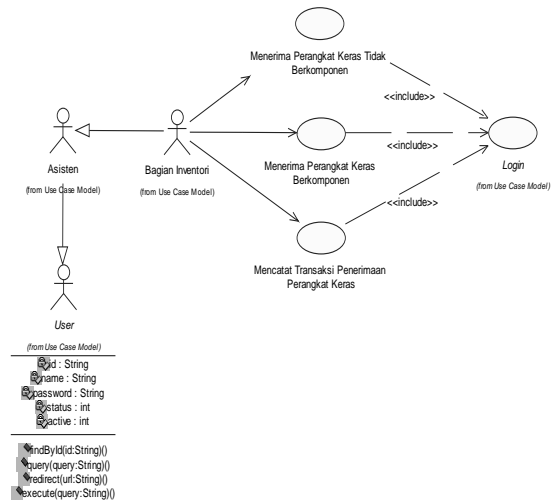 Menerima Perangkat Keras Tidak
Berkomponen
<<include>>
Asisten
(from Use Case Model)
Bagian Inventori
(from Use Case Model)
Menerima Perangkat Keras
Berkomponen
<<include>>
Login
(from Use Case Model)
<<include>>
Mencatat Transaksi Penerimaan
Perangkat Keras
User
(from Use Case Model)
id : String
name : String
password : String
status : int
active : int
findById(id:String)()
query(query:String)()
redirect(url:String)()
execute(query:String)()